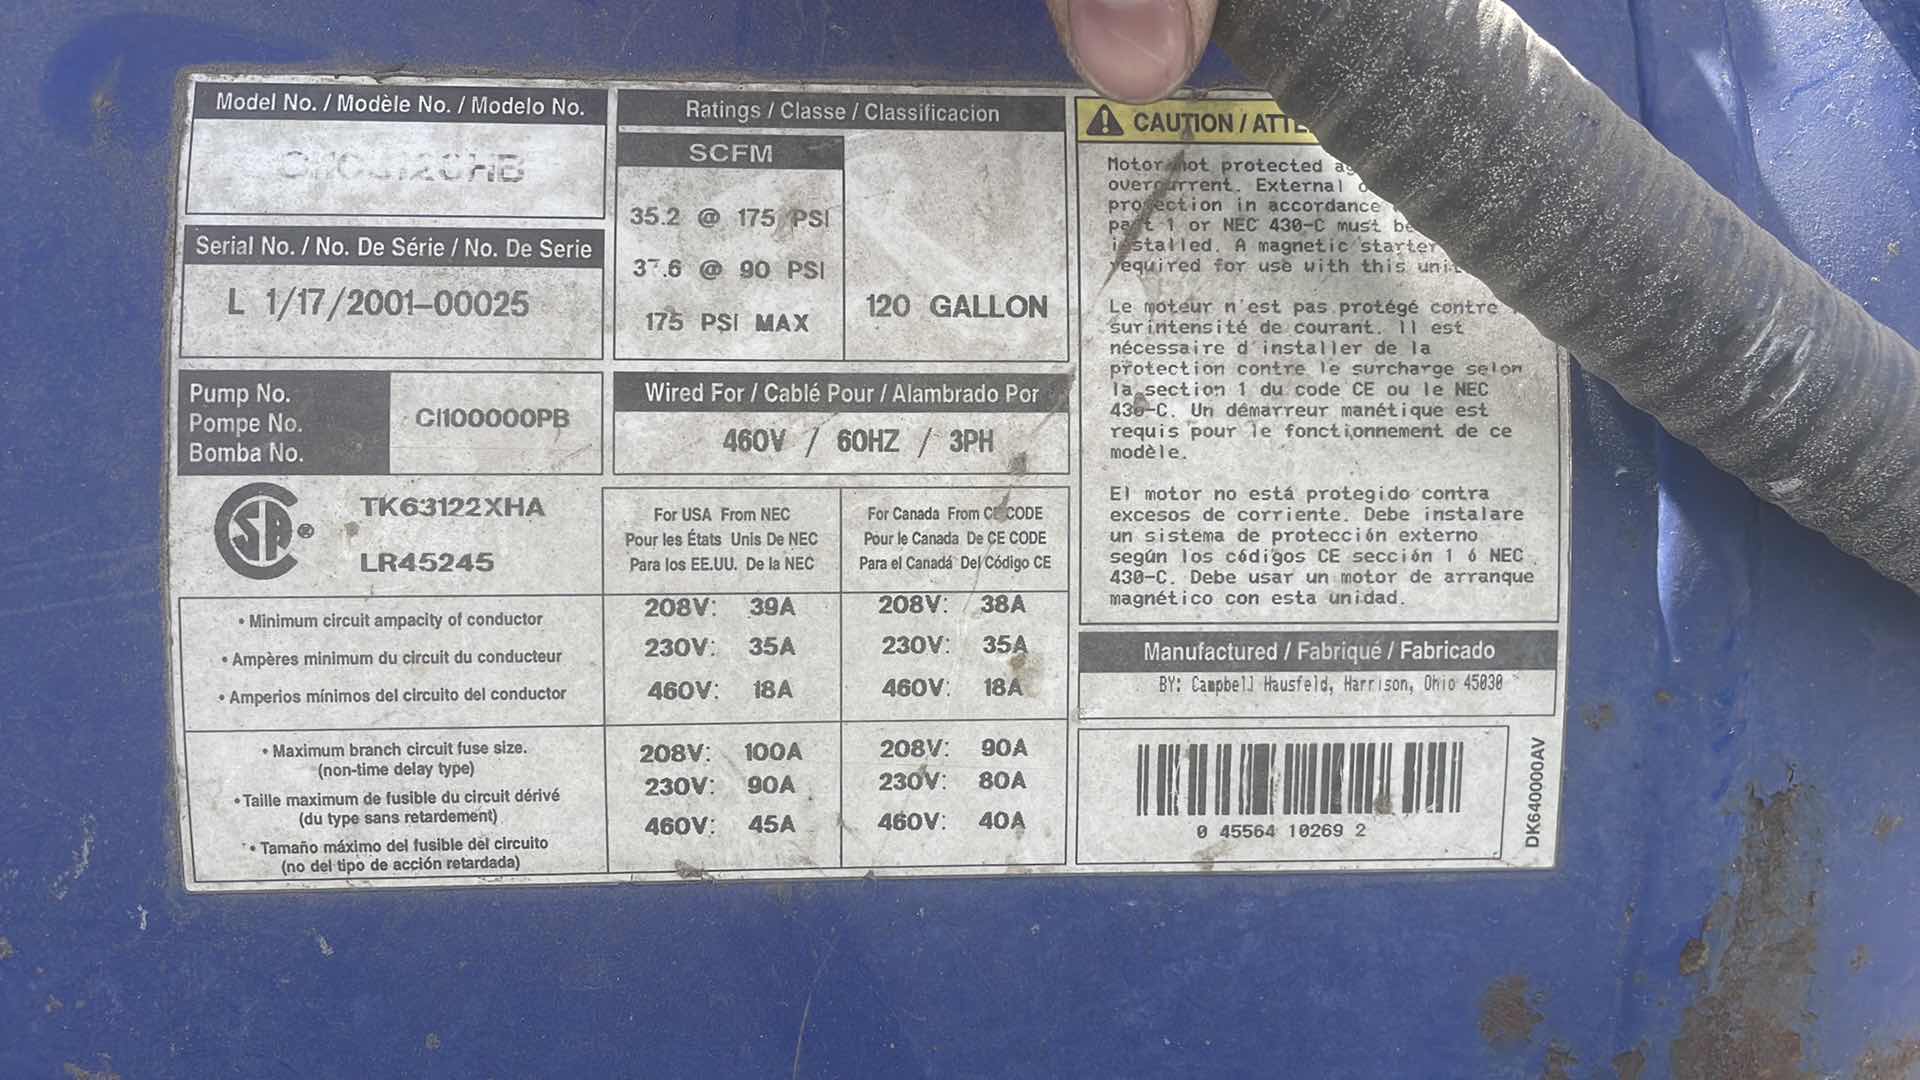 Model No. / Modèle No. / Modelo No.
Serial No. / No. De Série / No. De Serie
L 1/17/2001-00025
Pump No.
Pompe No.
Bomba No.
CI100000PB
SA ®
TK63122XHA
LR45245
Ratings / Classe / Classificacion
SCFM
35.2 @ 175 PSI
37.6 @ 90 PSI
175 PSI MAX
120 GALLON
Wired For / Cablé Pour / Alambrado Por
460V / 60HZ / 3PH
For USA From NEC
Pour les États Unis De NEC
Para los EE.UU. De la NEC
For Canada From CE CODE
Pour le Canada De CE CODE
Para el Canadá Del Código CE
• Minimum circuit ampacity of conductor
• Ampères minimum du circuit du conducteur
• Amperios mínimos del circuito del conductor
208V: 39A
230V: 35A
460V: 18A
208V: 38A
230V: 35A
460V: 18A
• Maximum branch circuit fuse size.
(non-time delay type)
• Taille maximum de fusible du circuit dérivé
(du type sans retardement)
• Tamaño máximo del fusible del circuito
(no del tipo de acción retardada)
208V: 100A
230V: 90A
460V: 45A
208V: 90A
230V: 80A
460V: 40A
CAUTION /
Motor not protected
overcurrent. External
protection in accordance
part 1 or NEC 430-C must
installed. A magnetic starter
required for use with this
Le moteur n'est pas protégé contre
surintensité de courant. Il est
nécessaire d'installer de la
protection contre le surcharge selon
la section 1 du code CE ou le NEC
430-C. Un démarreur manétique est
requis pour le fonctionnement de ce
modèle.
El motor no está protegido contra
excesos de corriente. Debe instalare
un sistema de protección externo
según los códigos CE sección 1 ó NEC
430-C. Debe usar un motor de arranque
magnético con esta unidad.
Manufactured / Fabriqué / Fabricado
BY: Campbell Hausfeld, Harrison, Ohio 45030
0 45564 10269 2
DK640000AV